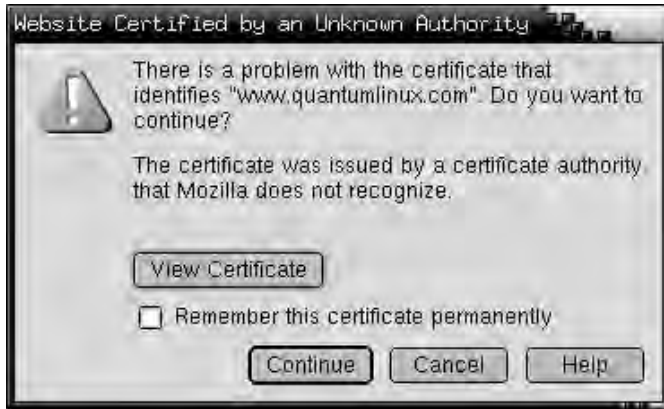 Website Certified by an Unknown Authority
There is a problem with the certificate that
identifies "www.quantumlinux.com". Do you want to
continue?
The certificate was issued by a certificate authority
that Mozilla does not recognize.
View Certificate
Remember this certificate permanently
Continue Cancel Help